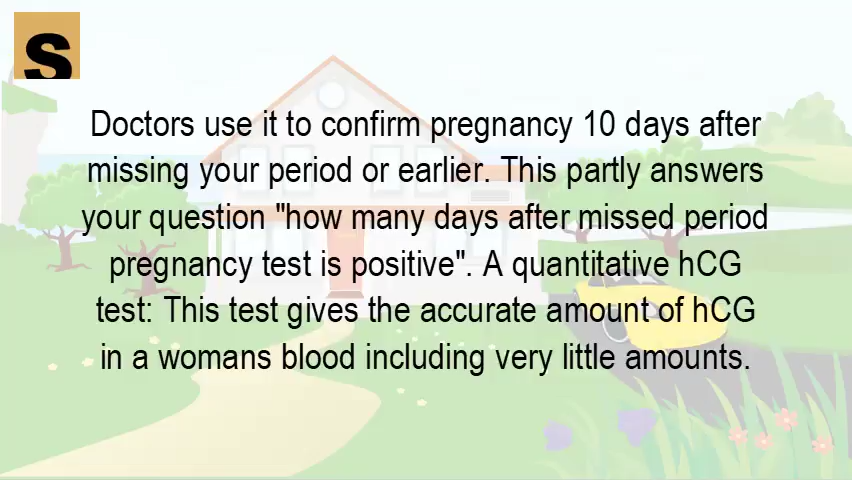 S
Doctors use it to confirm pregnancy 10 days after
missing your period or earlier. This partly answers
your question "how many days after missed period
pregnancy test is positive". A quantitative hCG
test: This test gives the accurate amount of hCG
in a womans blood including very little amounts.